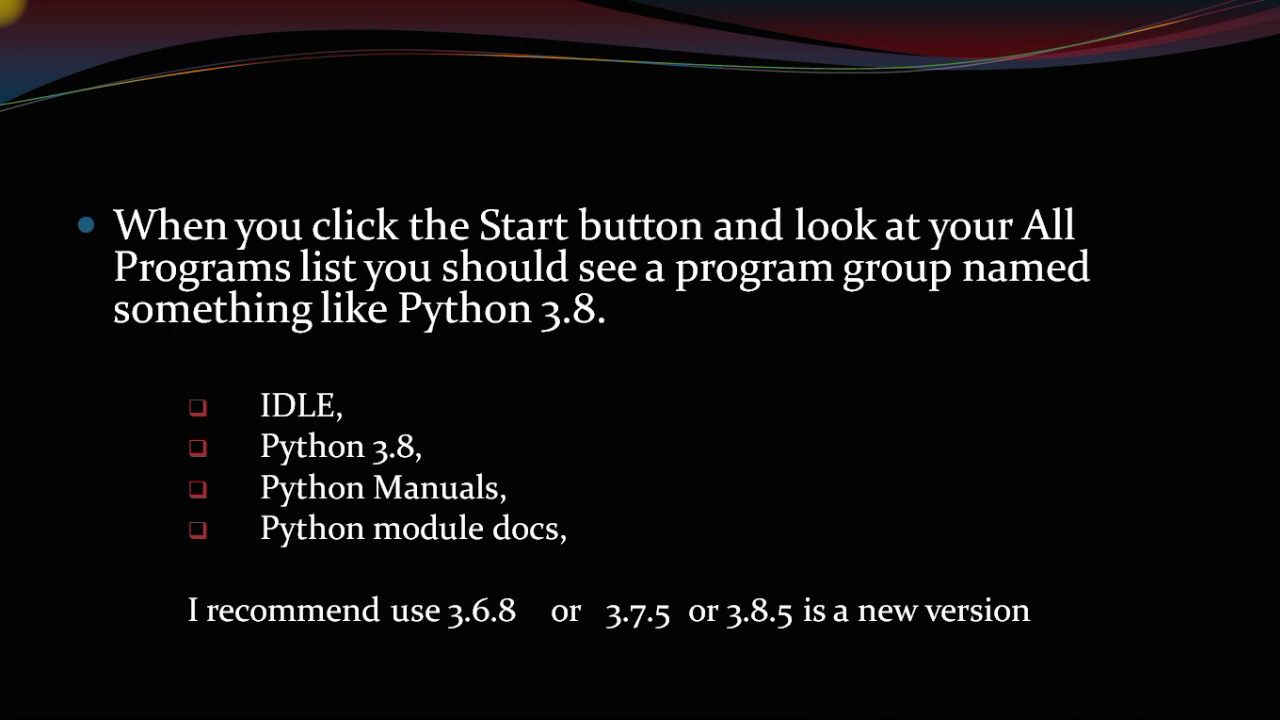 When you click the Start button and look at your All
Programs list you should see a program group named
something like Python 3.8.
IDLE,
Python 3.8,
Python Manuals,
Python module docs,
I recommend use 3.6.8 or 3.7.5 or 3.8.5 is a new version